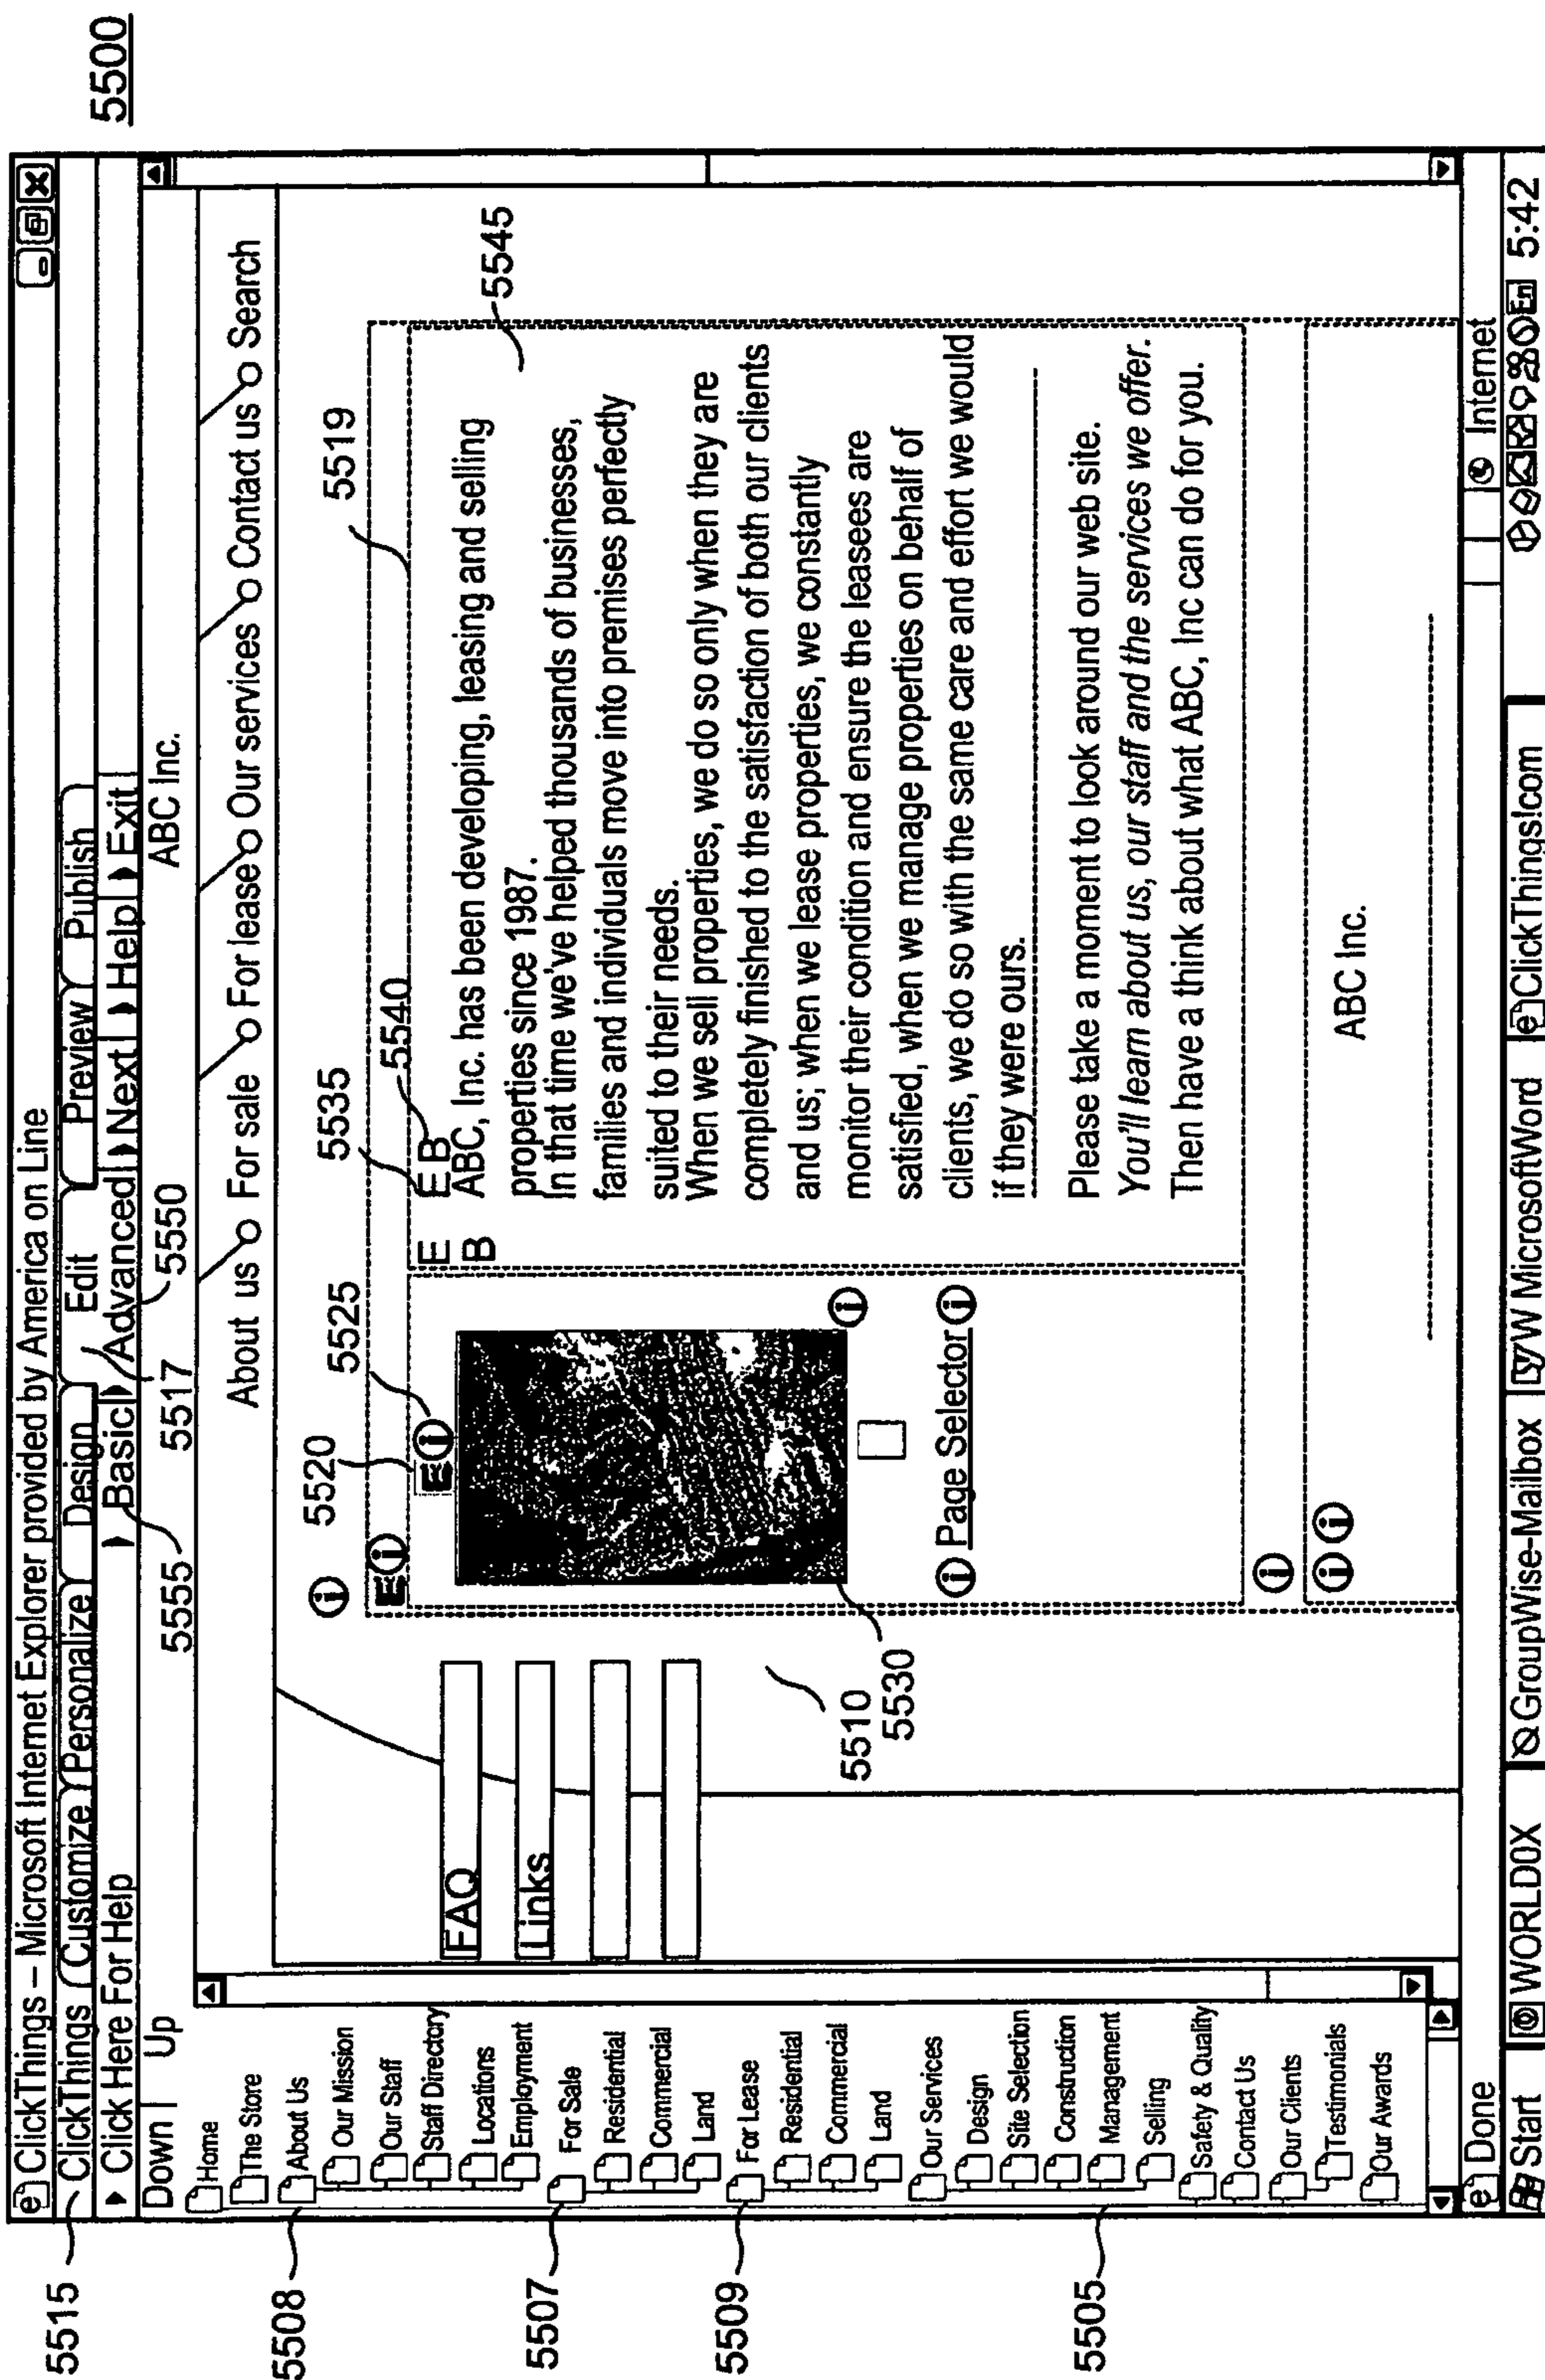 5500
ClickThings – Microsoft Internet Explorer provided by America on Line
5515
ClickThings Customize Personalize Design Edit Preview Publish
Click Here For Help Basic Advanced Next Help Exit
Down | Up
ABC Inc.
5555
5517
5550
About us For sale For lease Our services Contact us Search
5508
5507
5509
5505
Home
The Store
About Us
Our Mission
Our Staff
Staff Directory
Locations
Employment
For Sale
Residential
Commercial
Land
For Lease
Residential
Commercial
Land
Our Services
Design
Site Selection
Construction
Management
Selling
Safety & Quality
Contact Us
Our Clients
Testimonials
Our Awards
FAQ
Links
5510
5530
5520
5525
5535
5540
5519
5545
i
E i
E i
i
i Page Selector i
E
B
E B
ABC, Inc. has been developing, leasing and selling
properties since 1987.
In that time we've helped thousands of businesses,
families and individuals move into premises perfectly
suited to their needs.
When we sell properties, we do so only when they are
completely finished to the satisfaction of both our clients
and us; when we lease properties, we constantly
monitor their condition and ensure the leasees are
satisfied, when we manage properties on behalf of
clients, we do so with the same care and effort we would
if they were ours.
Please take a moment to look around our web site.
You'll learn about us, our staff and the services we offer.
Then have a think about what ABC, Inc can do for you.
i
i i
ABC Inc.
Done
Internet
Start WORLDOX GroupWise-Mailbox W MicrosoftWord ClickThings!com En 5:42